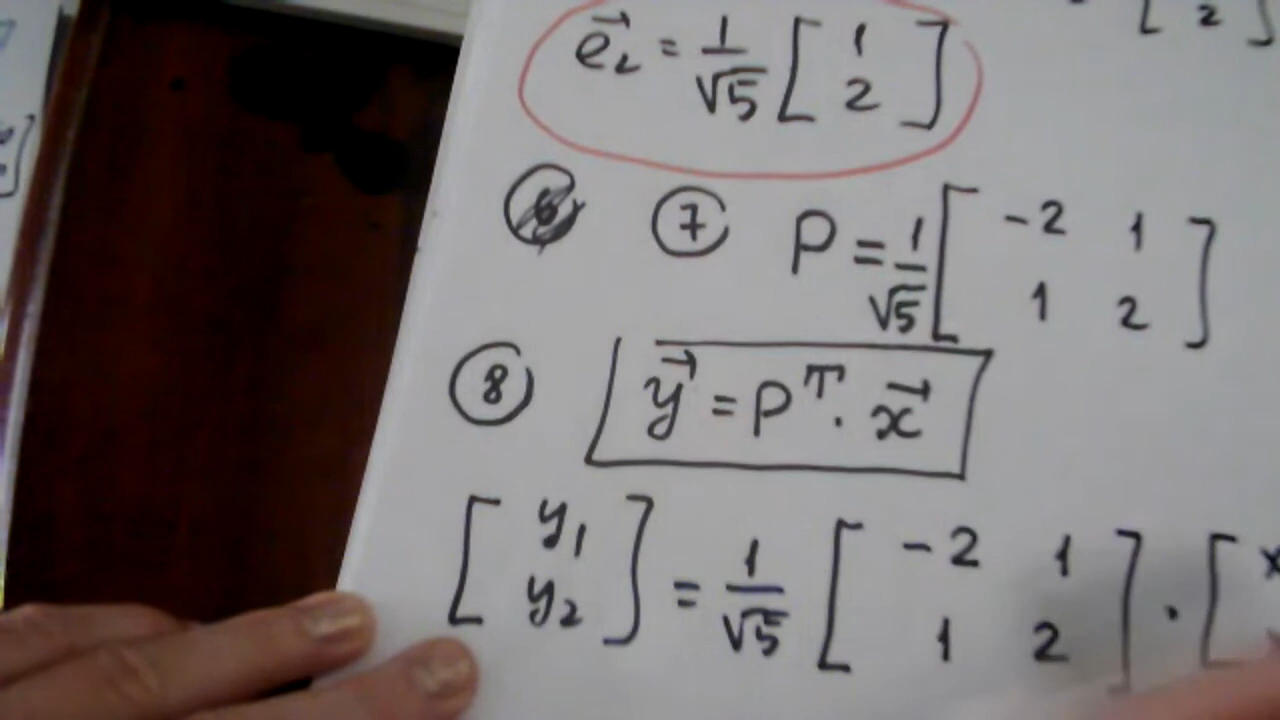 e⃗₂ = 1/√5 [ 1 2 ]
2
⑦ P = 1/√5 [ -2 1 1 2 ]
⑧ y⃗ = Pᵀ · x⃗
[ y₁ y₂ ] = 1/√5 [ -2 1 1 2 ] · [ x